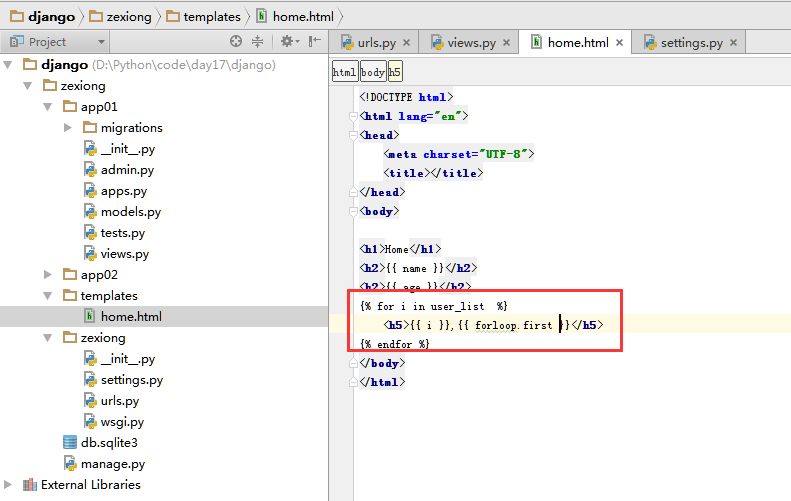 django zexiong templates home.html
Project
urls.py views.py home.html settings.py
django (D:\Python\code\day17\django)
zexiong
app01
migrations
__init__.py
admin.py
apps.py
models.py
tests.py
views.py
app02
templates
home.html
zexiong
__init__.py
settings.py
urls.py
wsgi.py
db.sqlite3
manage.py
External Libraries
html body h5
<!DOCTYPE html>
<html lang="en">
<head>
    <meta charset="UTF-8">
    <title></title>
</head>
<body>
<h1>Home</h1>
<h2>{{ name }}</h2>
<h2>{{ age }}</h2>
{% for i in user_list  %}
    <h5>{{ i }},{{ forloop.first }}</h5>
{% endfor %}
</body>
</html>